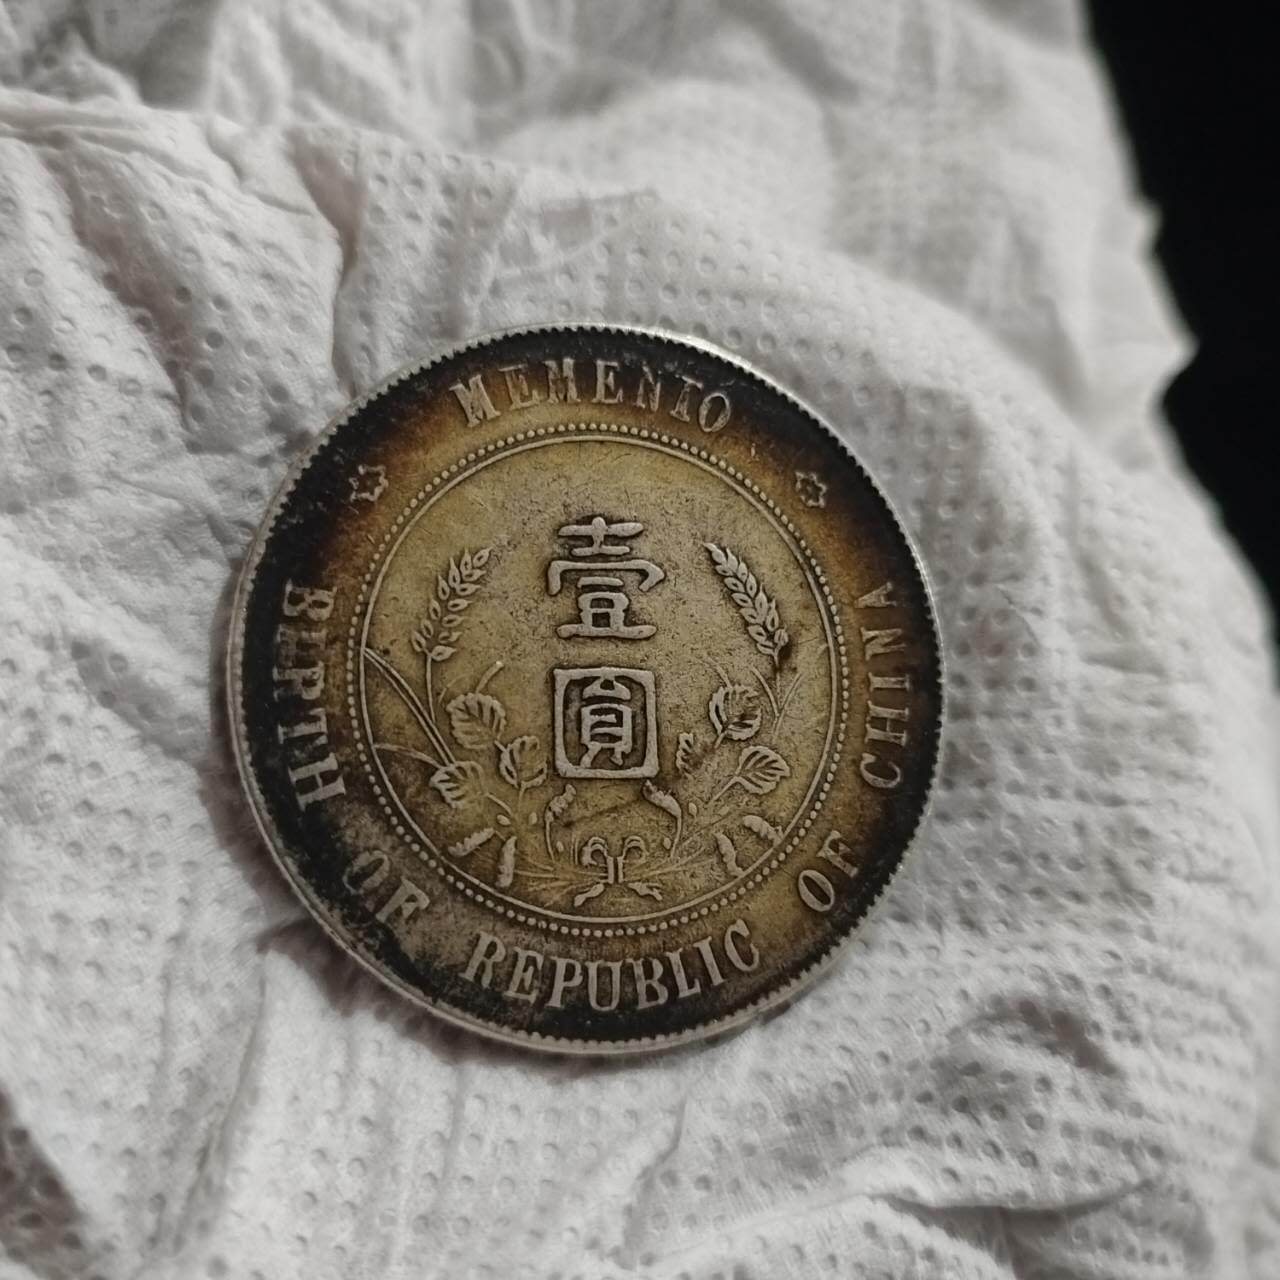 MEMENTO
壹
圓
BIRTH OF REPUBLIC OF CHINA